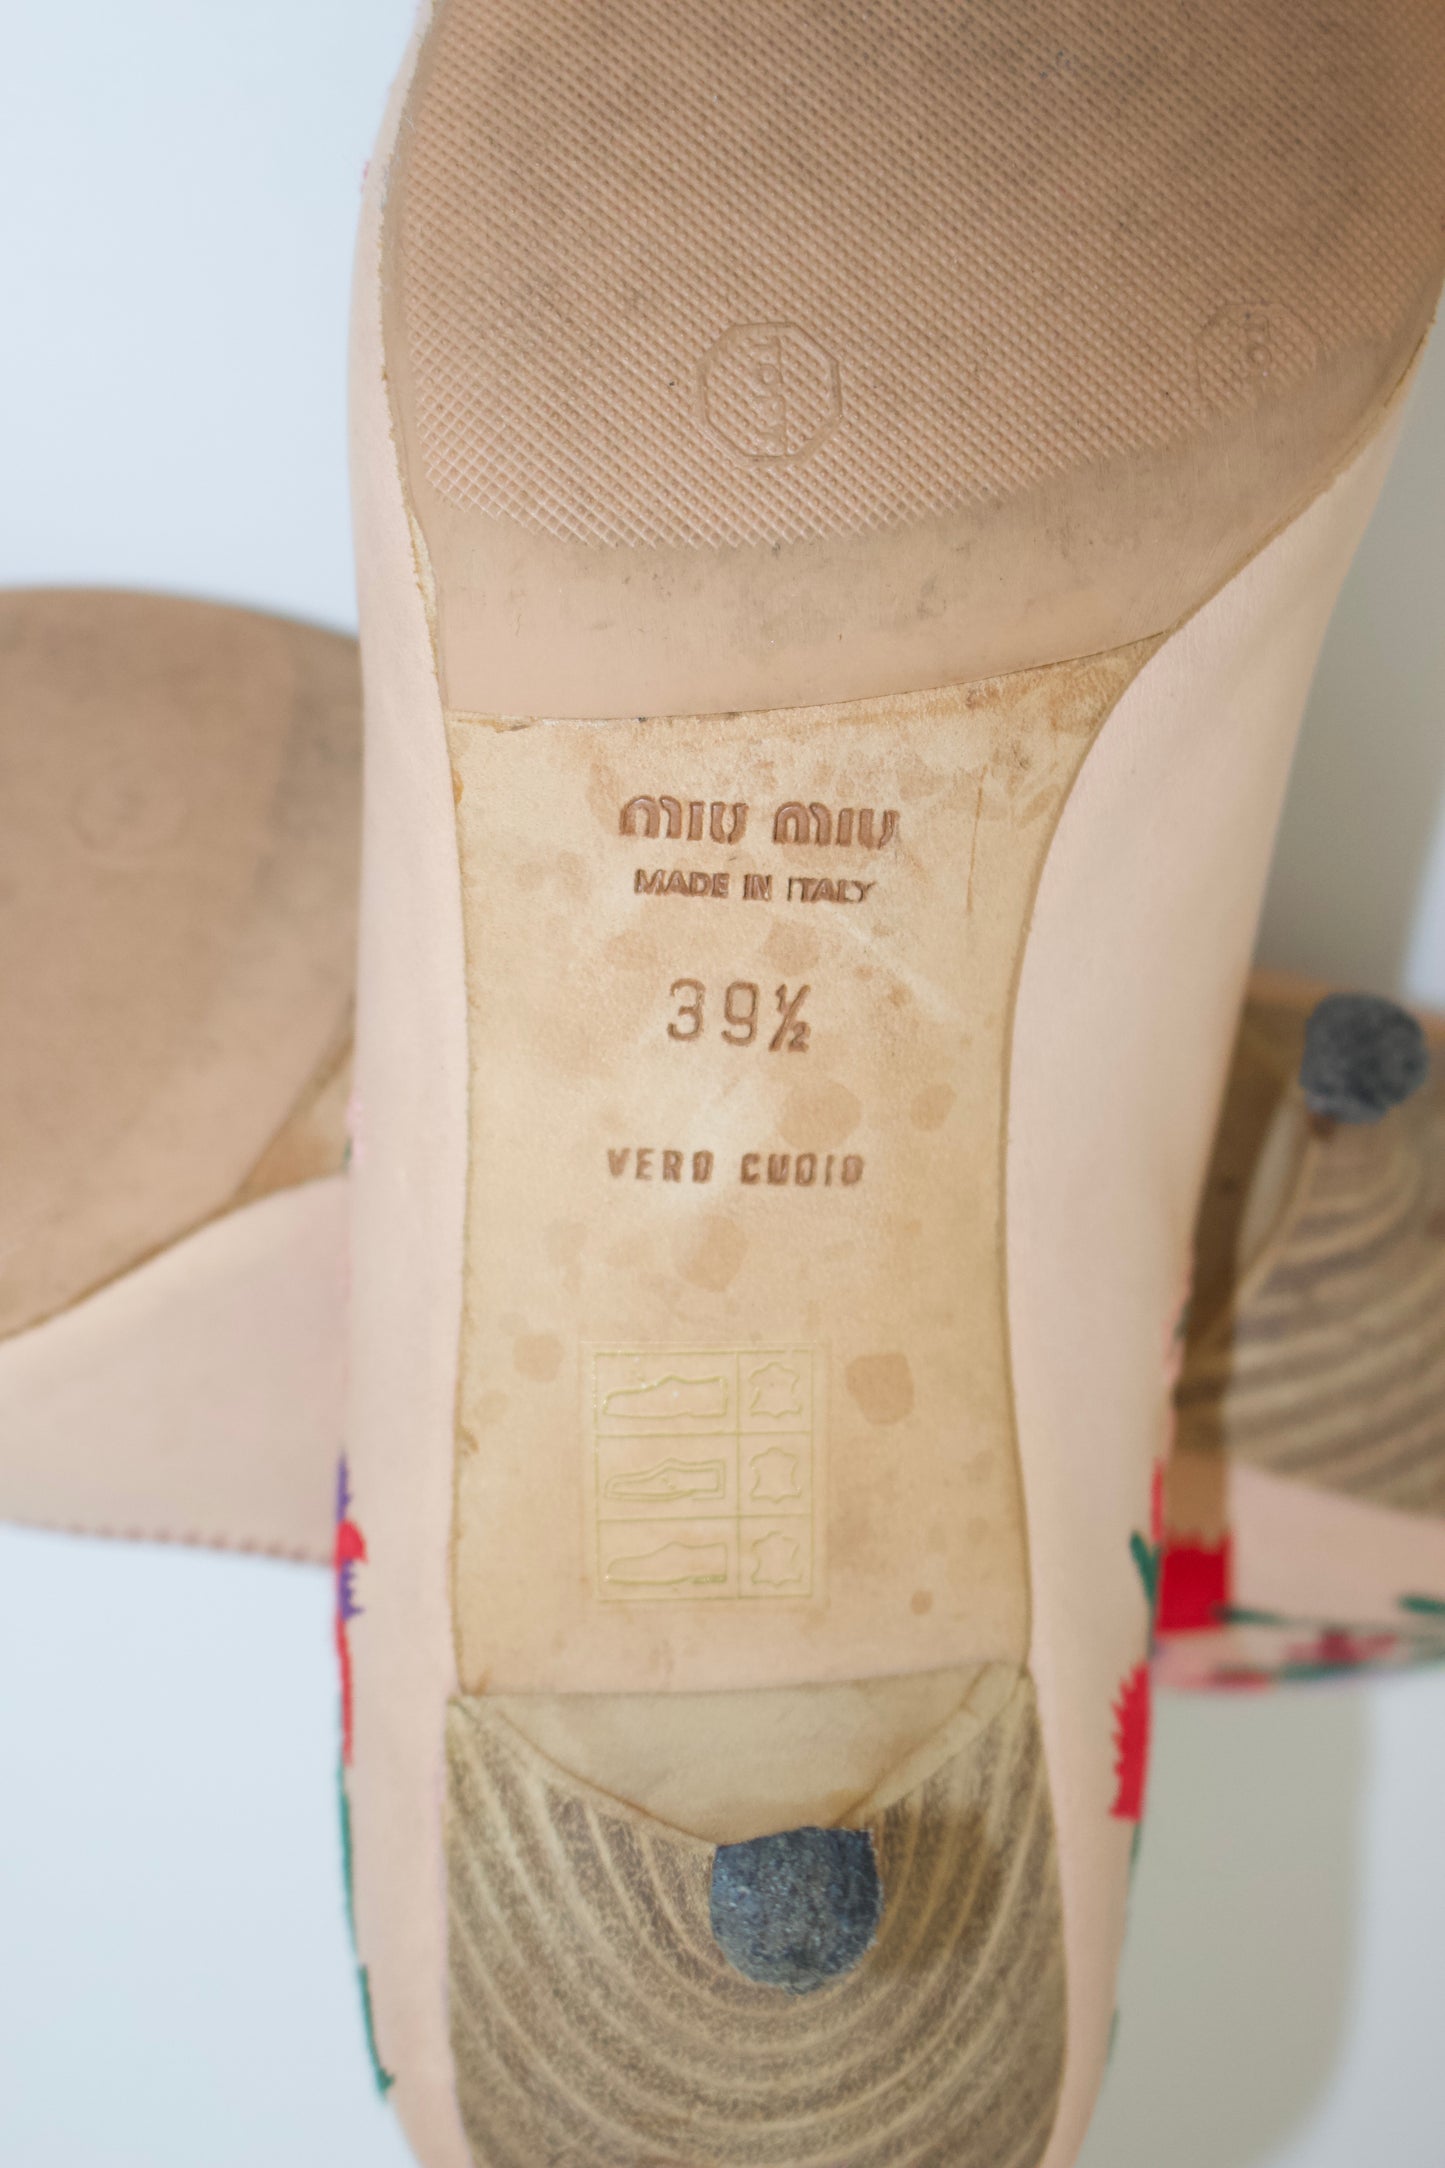 MIU MIU
MADE IN ITALY
39½
VERO CUOIO